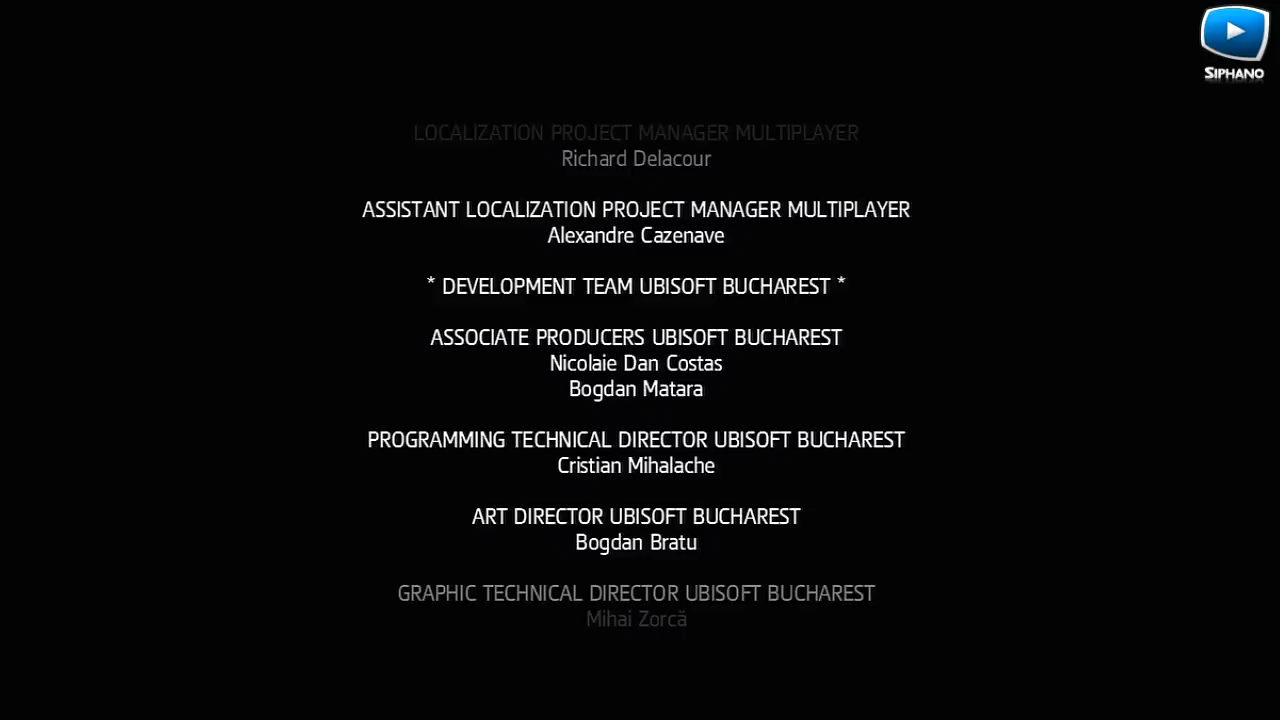 SIPHANO
LOCALIZATION PROJECT MANAGER MULTIPLAYER
Richard Delacour
ASSISTANT LOCALIZATION PROJECT MANAGER MULTIPLAYER
Alexandre Cazenave
* DEVELOPMENT TEAM UBISOFT BUCHAREST *
ASSOCIATE PRODUCERS UBISOFT BUCHAREST
Nicolaie Dan Costas
Bogdan Matara
PROGRAMMING TECHNICAL DIRECTOR UBISOFT BUCHAREST
Cristian Mihalache
ART DIRECTOR UBISOFT BUCHAREST
Bogdan Bratu
GRAPHIC TECHNICAL DIRECTOR UBISOFT BUCHAREST
Mihai Zorcă